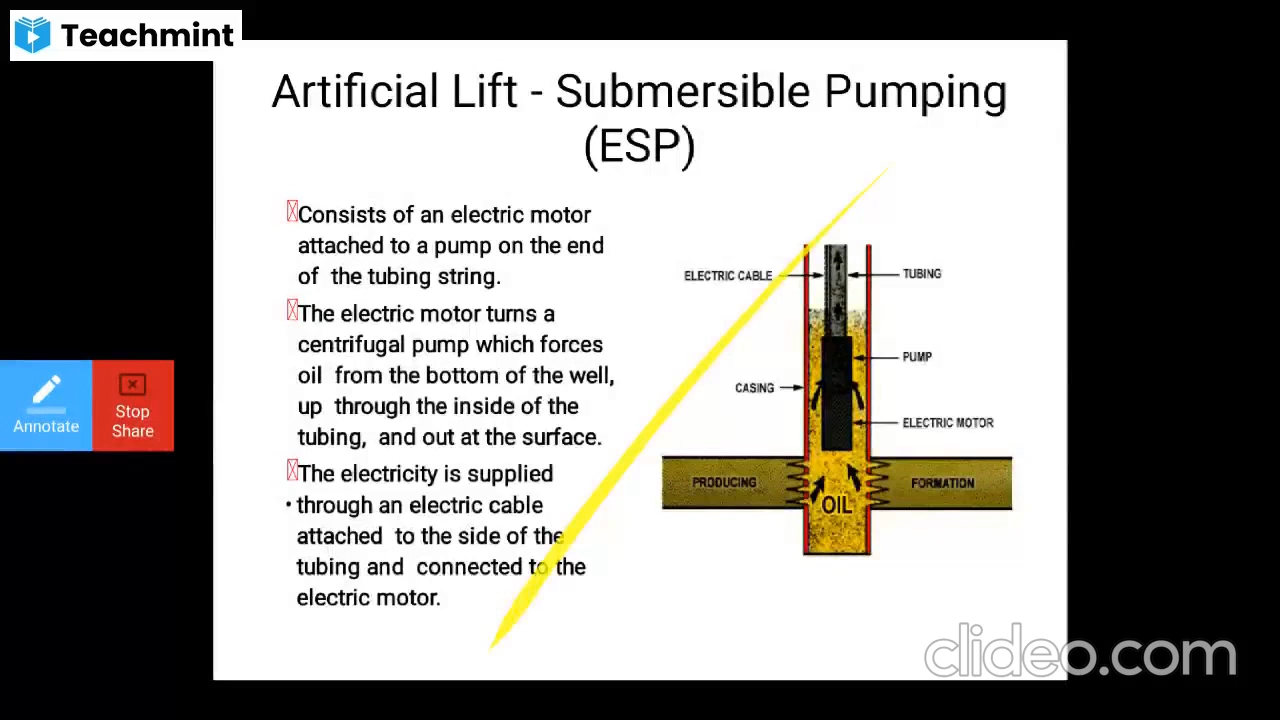 Teachmint
Artificial Lift - Submersible Pumping
(ESP)
Consists of an electric motor
attached to a pump on the end
of the tubing string.
The electric motor turns a
centrifugal pump which forces
oil from the bottom of the well,
up through the inside of the
tubing, and out at the surface.
The electricity is supplied
• through an electric cable
attached to the side of the
tubing and connected to the
electric motor.
ELECTRIC CABLE
TUBING
PUMP
CASING
ELECTRIC MOTOR
PRODUCING
FORMATION
OIL
Annotate
Stop
Share
clideo.com